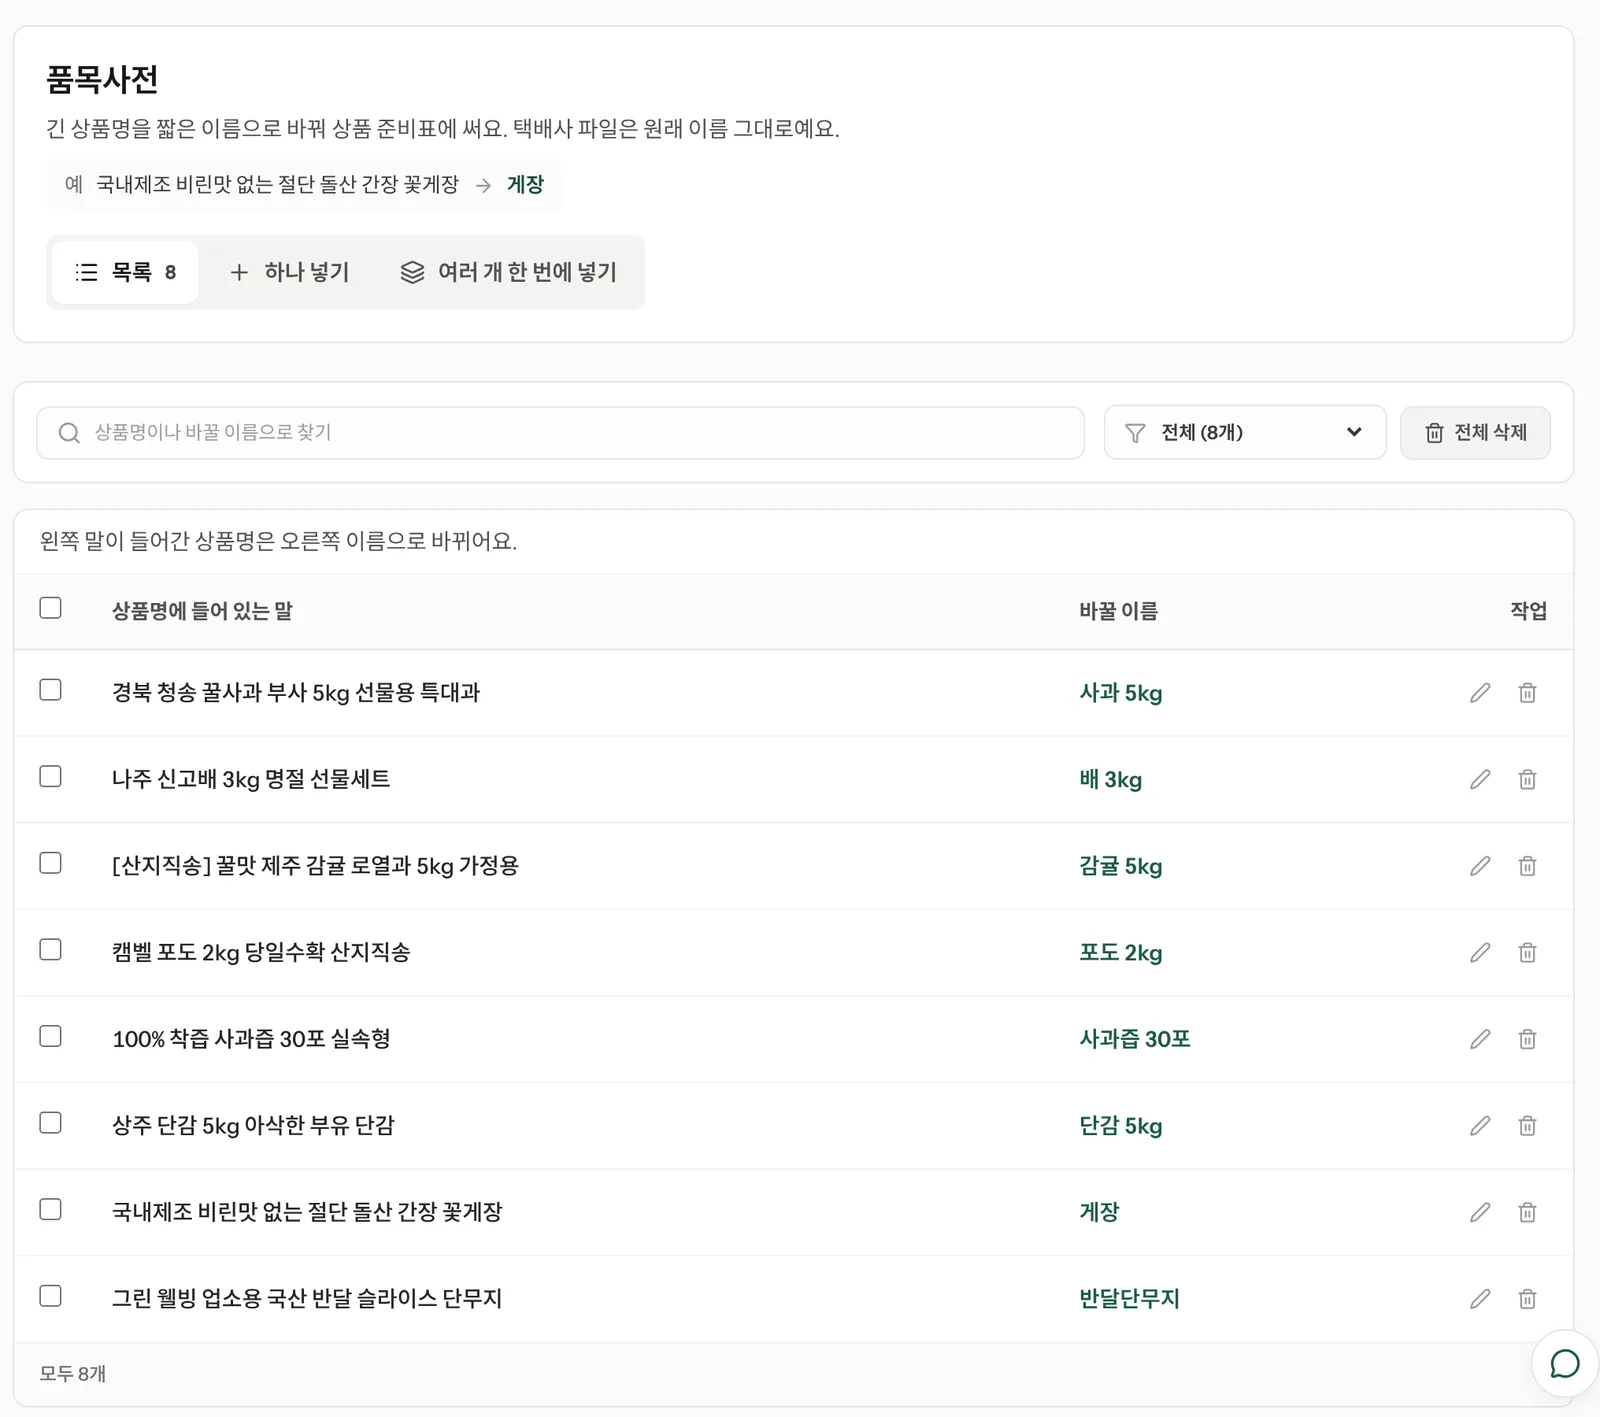 품목사전
긴 상품명을 짧은 이름으로 바꿔 상품 준비표에 써요. 택배사 파일은 원래 이름 그대로예요.
예 국내제조 비린맛 없는 절단 돌산 간장 꽃게장 → 게장
목록 8 + 하나 넣기 여러 개 한 번에 넣기
상품명이나 바꿀 이름으로 찾기 전체 (8개) 전체 삭제
왼쪽 말이 들어간 상품명은 오른쪽 이름으로 바뀌어요.
상품명에 들어 있는 말 바꿀 이름 작업
경북 청송 꿀사과 부사 5kg 선물용 특대과 사과 5kg
나주 신고배 3kg 명절 선물세트 배 3kg
[산지직송] 꿀맛 제주 감귤 로열과 5kg 가정용 감귤 5kg
캠벨 포도 2kg 당일수확 산지직송 포도 2kg
100% 착즙 사과즙 30포 실속형 사과즙 30포
상주 단감 5kg 아삭한 부유 단감 단감 5kg
국내제조 비린맛 없는 절단 돌산 간장 꽃게장 게장
그린 웰빙 업소용 국산 반달 슬라이스 단무지 반달단무지
모두 8개